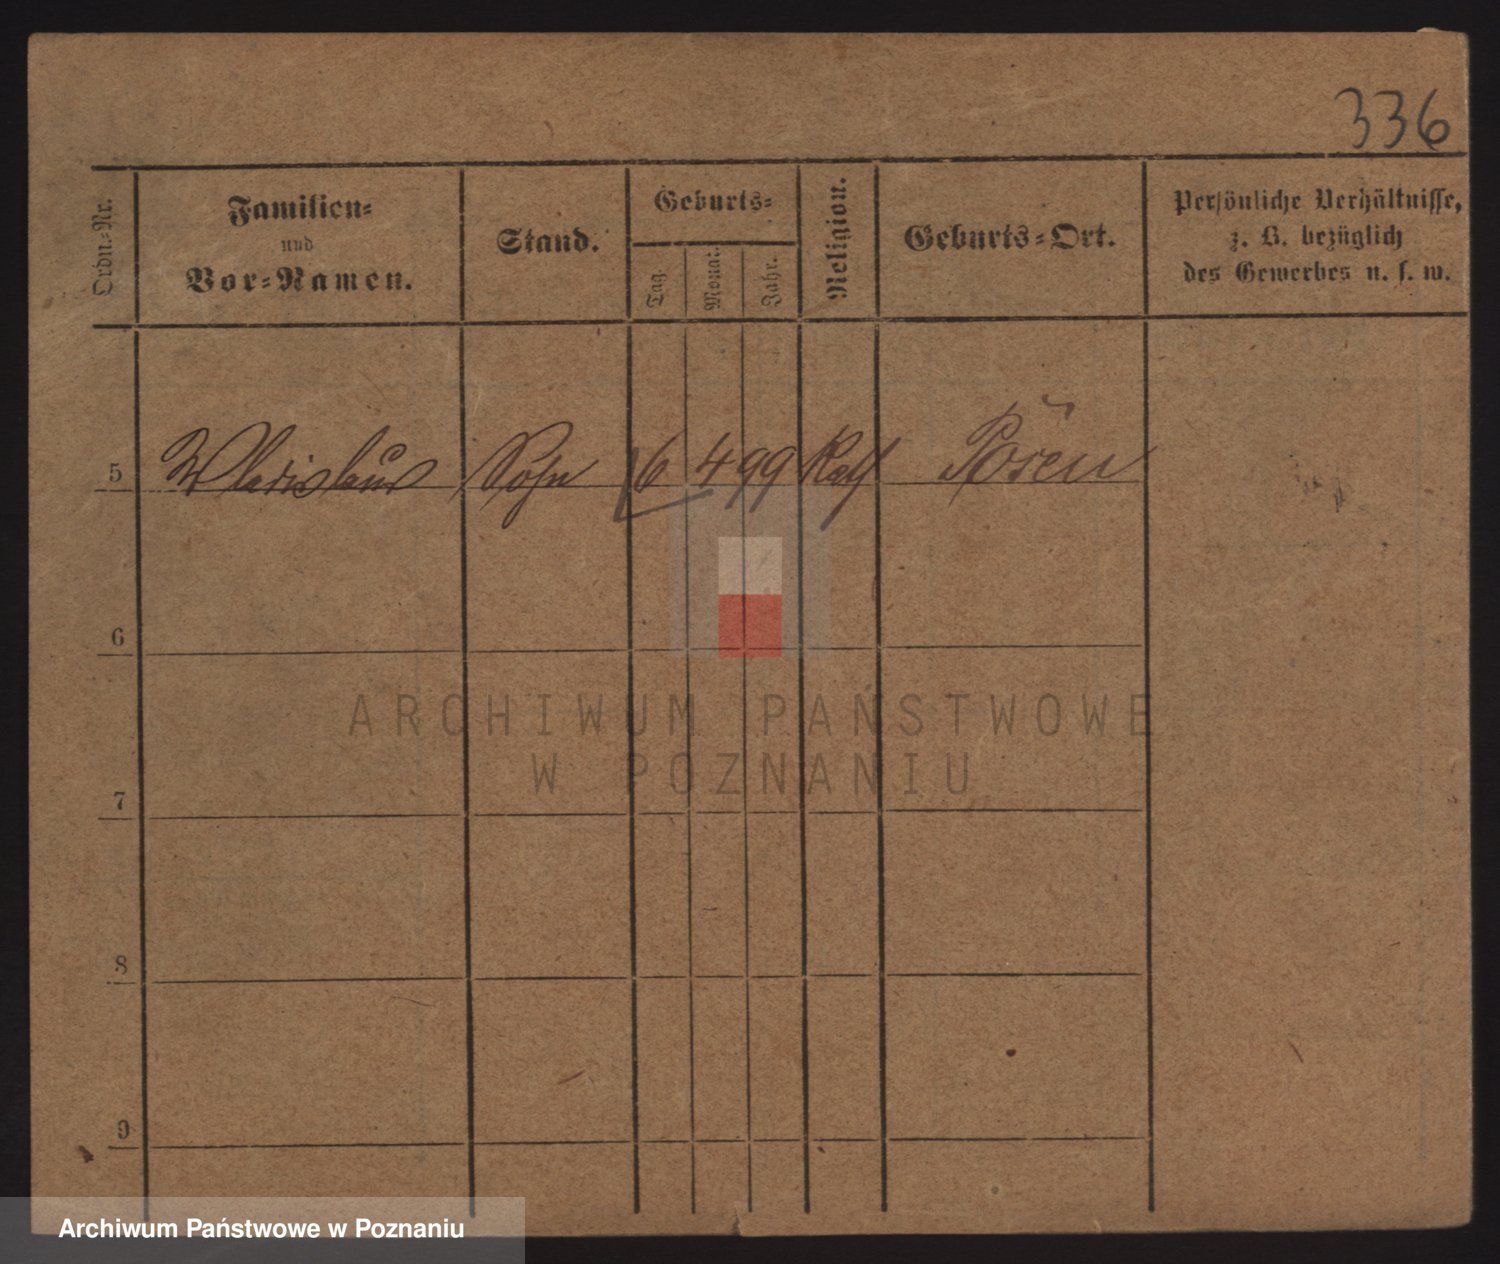 336
Ordn.=Nr.
Familien=
und
Vor=Namen.
Stand.
Geburts=
Tag.
Monat.
Jahr.
Religion.
Geburts=Ort.
Persönliche Verhältnisse,
z. B. bezüglich
des Gewerbes u. s. w.
5 Wladislaus Sohn 6 4 99 Kath Posen
6
7
8
9
ARCHIWUM PAŃSTWOWE
W POZNANIU
Archiwum Państwowe w Poznaniu